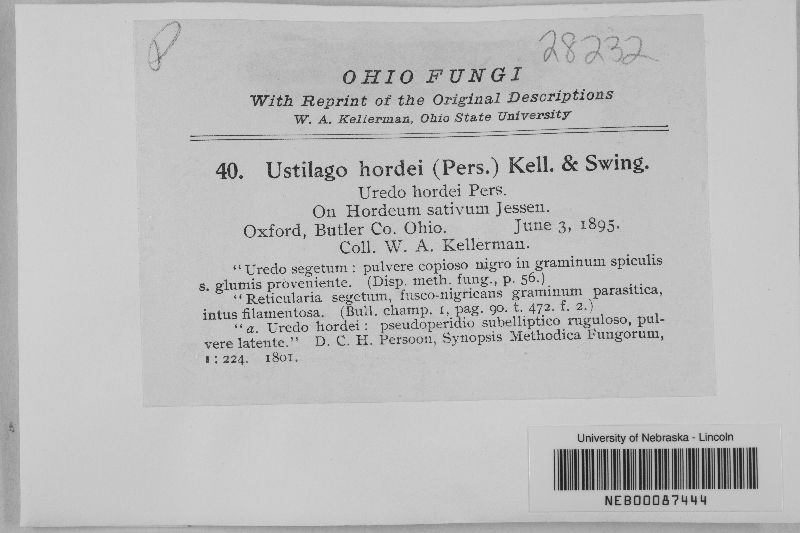 P
28232
OHIO FUNGI
With Reprint of the Original Descriptions
W. A. Kellerman, Ohio State University
40. Ustilago hordei (Pers.) Kell. & Swing.
Uredo hordei Pers.
On Hordeum sativum Jessen.
Oxford, Butler Co. Ohio. June 3, 1895.
Coll. W. A. Kellerman.
"Uredo segetum: pulvere copioso nigro in graminum spiculis
s. glumis proveniente. (Disp. meth. fung., p. 56.)
"Reticularia segetum, fusco-nigricans graminum parasitica,
intus filamentosa. (Bull. champ. 1, pag. 90. t. 472. f. 2.)
"a. Uredo hordei: pseudoperidio subelliptico ruguloso, pul-
vere latente." D. C. H. Persoon, Synopsis Methodica Fungorum,
1: 224. 1801.
University of Nebraska - Lincoln
NEB00087444